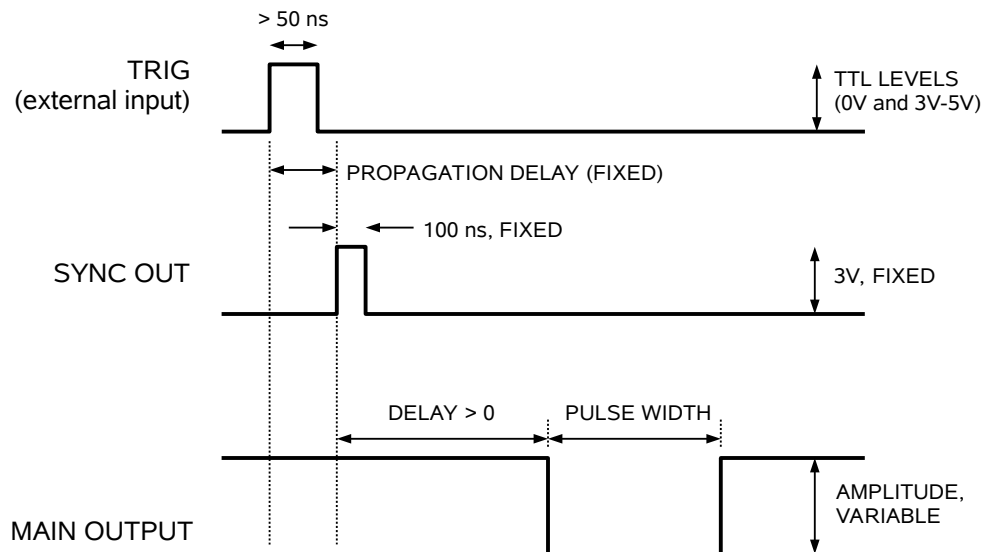 > 50 ns
TRIG
(external input)
TTL LEVELS
(0V and 3V-5V)
PROPAGATION DELAY (FIXED)
100 ns, FIXED
SYNC OUT
3V, FIXED
DELAY > 0
PULSE WIDTH
MAIN OUTPUT
AMPLITUDE,
VARIABLE